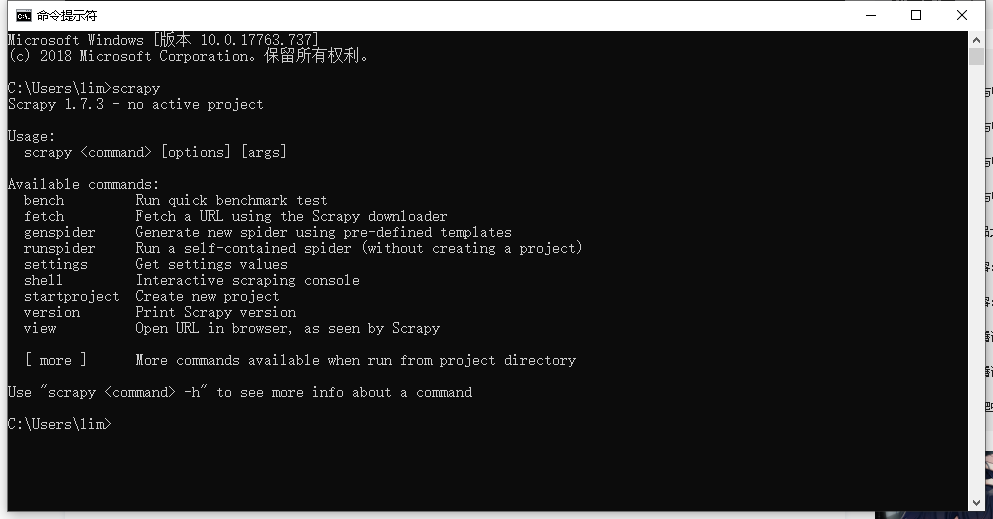 命令提示符
Microsoft Windows [版本 10.0.17763.737]
(c) 2018 Microsoft Corporation。保留所有权利。
C:\Users\lim>scrapy
Scrapy 1.7.3 - no active project
Usage:
  scrapy <command> [options] [args]
Available commands:
  bench         Run quick benchmark test
  fetch         Fetch a URL using the Scrapy downloader
  genspider     Generate new spider using pre-defined templates
  runspider     Run a self-contained spider (without creating a project)
  settings      Get settings values
  shell         Interactive scraping console
  startproject  Create new project
  version       Print Scrapy version
  view          Open URL in browser, as seen by Scrapy
  [ more ]      More commands available when run from project directory
Use "scrapy <command> -h" to see more info about a command
C:\Users\lim>